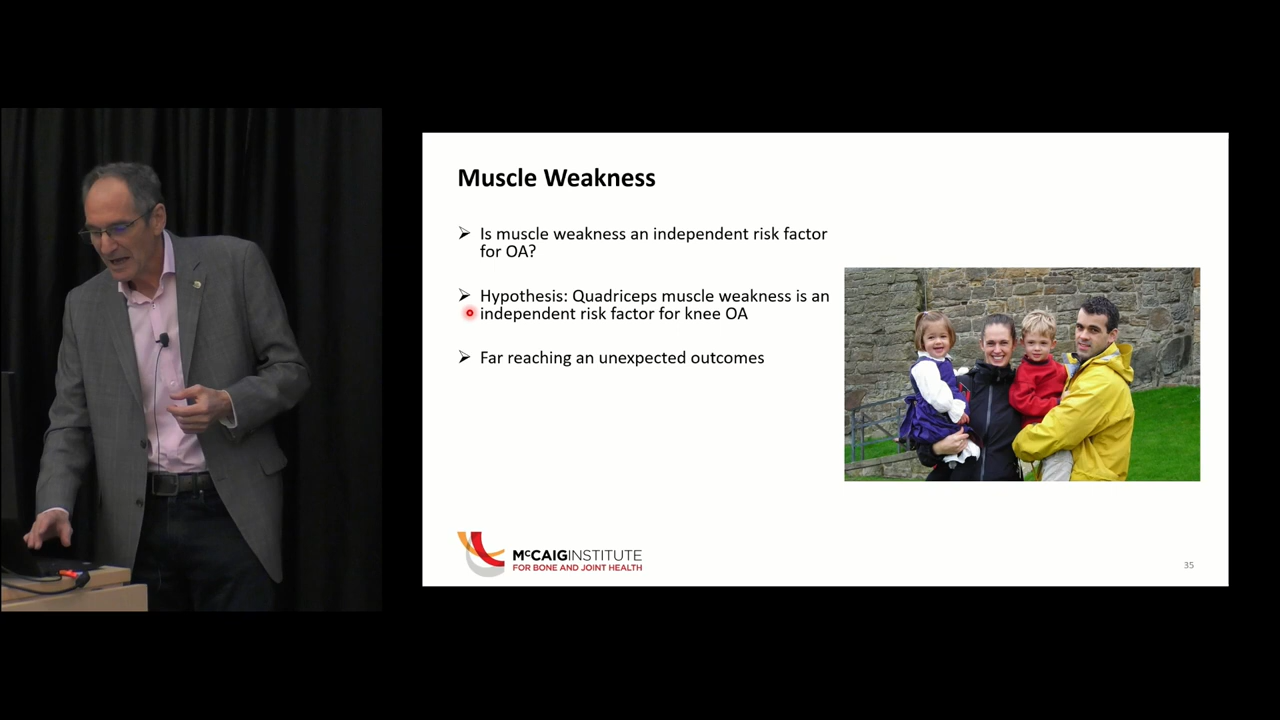 Muscle Weakness
➢ Is muscle weakness an independent risk factor
for OA?
➢ Hypothesis: Quadriceps muscle weakness is an
independent risk factor for knee OA
➢ Far reaching an unexpected outcomes
McCAIGINSTITUTE
FOR BONE AND JOINT HEALTH
35